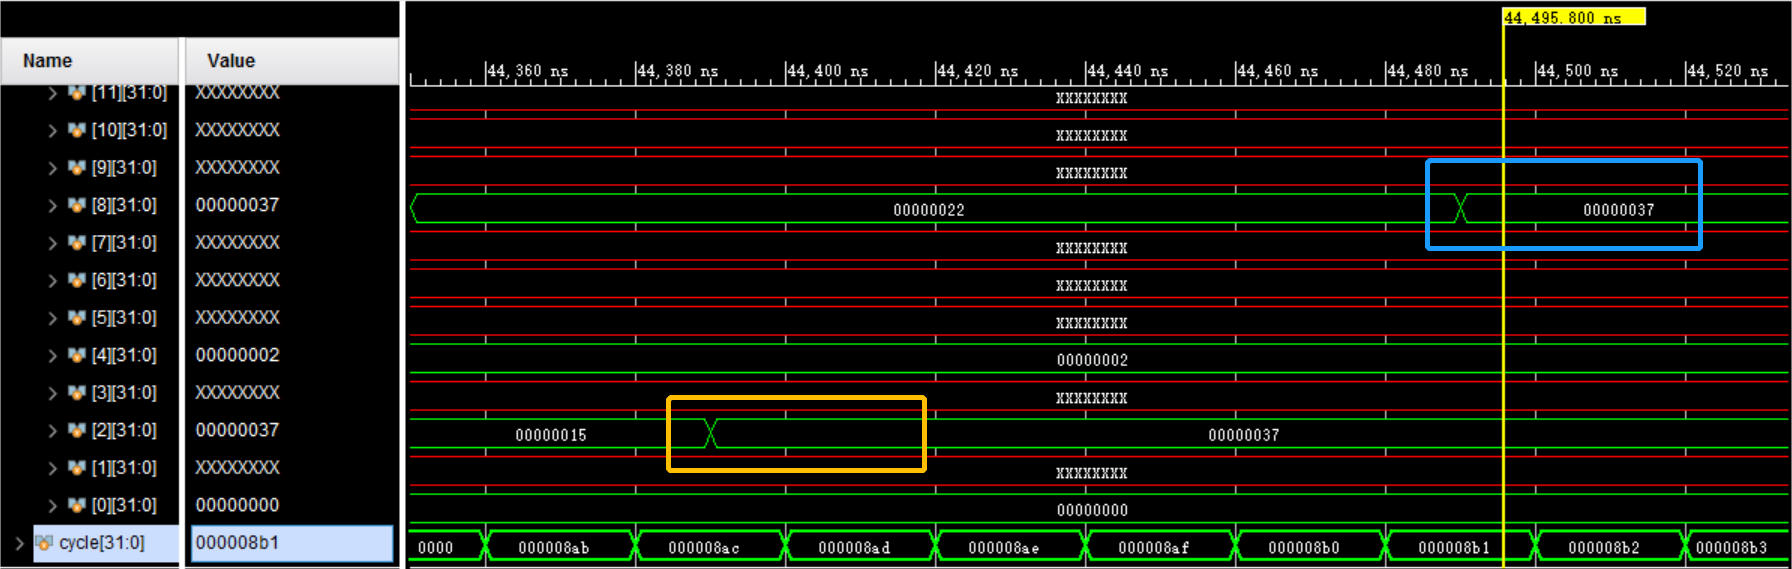 44,495.800 ns
Name Value
44,360 ns 44,380 ns 44,400 ns 44,420 ns 44,440 ns 44,460 ns 44,480 ns 44,500 ns 44,520 ns
[11][31:0] XXXXXXXX XXXXXXXX
[10][31:0] XXXXXXXX XXXXXXXX
[9][31:0] XXXXXXXX XXXXXXXX
[8][31:0] 00000037 00000022 00000037
[7][31:0] XXXXXXXX XXXXXXXX
[6][31:0] XXXXXXXX XXXXXXXX
[5][31:0] XXXXXXXX XXXXXXXX
[4][31:0] 00000002 00000002
[3][31:0] XXXXXXXX XXXXXXXX
[2][31:0] 00000037 00000015 00000037
[1][31:0] XXXXXXXX XXXXXXXX
[0][31:0] 00000000 00000000
cycle[31:0] 000008b1 0000 000008ab 000008ac 000008ad 000008ae 000008af 000008b0 000008b1 000008b2 000008b3